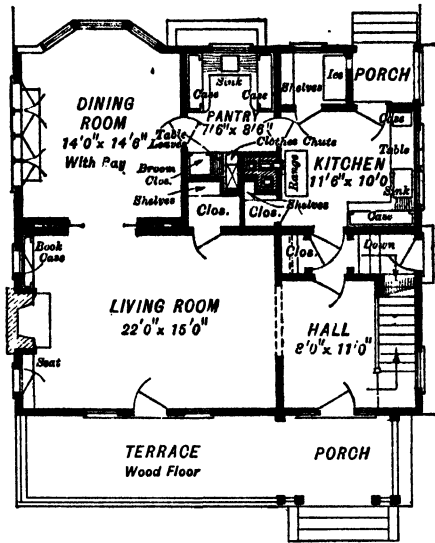 Sink
Case
Case
Shelves
Ice
PORCH
DINING
ROOM
14'0" x 14'6"
With Bay
PANTRY
7'6" x 8'6"
Table
Leaves
Clothes Chute
Case
Table
Sink
Case
KITCHEN
11'6" x 10'0
Range
Broom
Clos.
Shelves
Clos.
Clos.
Shelves
Book
Case
Clos.
Down
LIVING ROOM
22'0" x 15'0"
HALL
8'0" x 11'0"
Seat
TERRACE
Wood Floor
PORCH